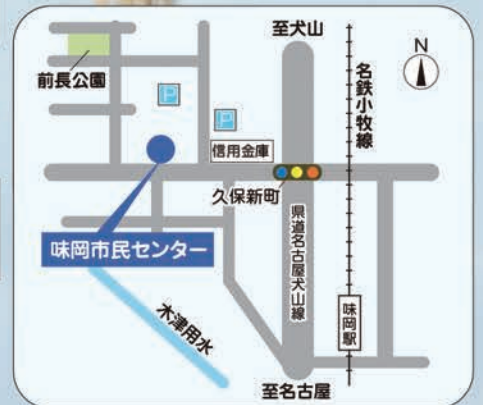 至犬山
N
前長公園
P
P
名鉄小牧線
信用金庫
久保新町
味岡市民センター
県道名古屋犬山線
味岡駅
木津用水
至名古屋